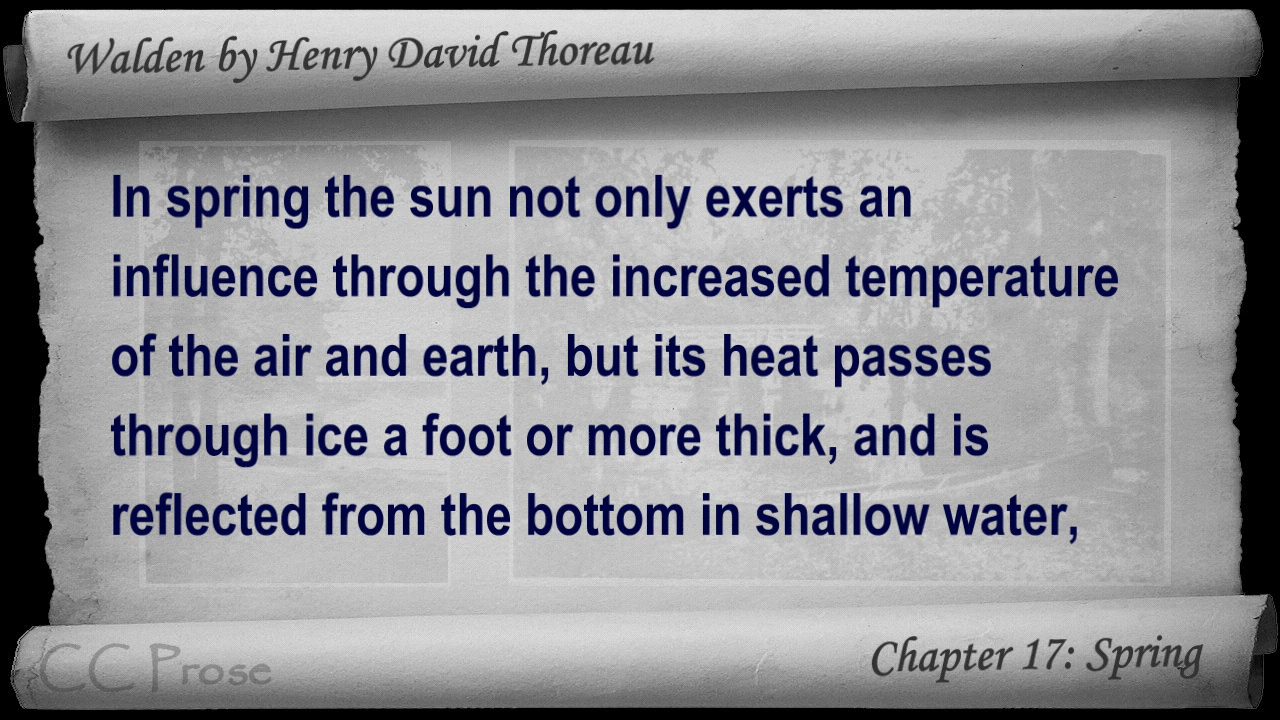 Walden by Henry David Thoreau
In spring the sun not only exerts an
influence through the increased temperature
of the air and earth, but its heat passes
through ice a foot or more thick, and is
reflected from the bottom in shallow water,
CC Prose
Chapter 17: Spring